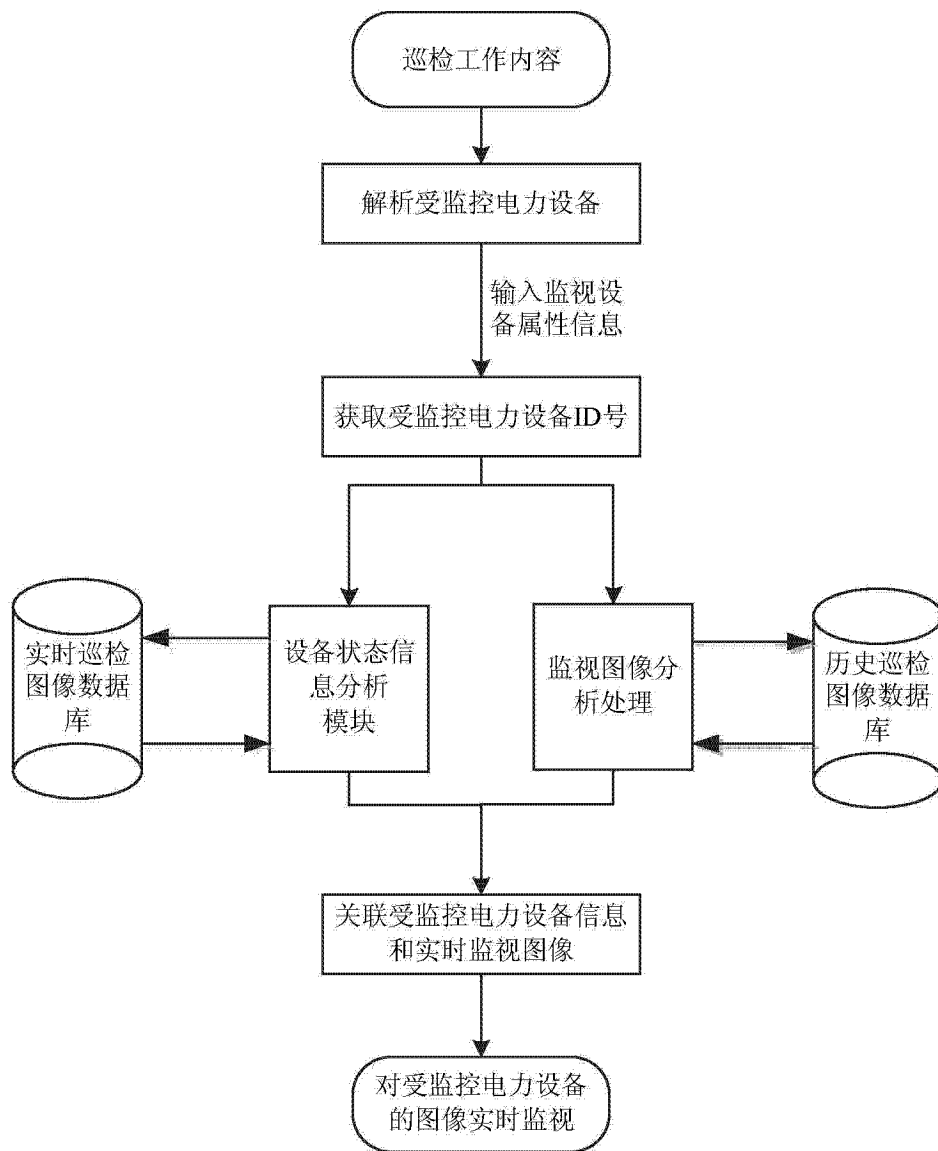 巡检工作内容
解析受监控电力设备
输入监视设
备属性信息
获取受监控电力设备ID号
实时巡检
图像数据
库
设备状态信
息分析
模块
监视图像分
析处理
历史巡检
图像数据
库
关联受监控电力设备信息
和实时监视图像
对受监控电力设备
的图像实时监视